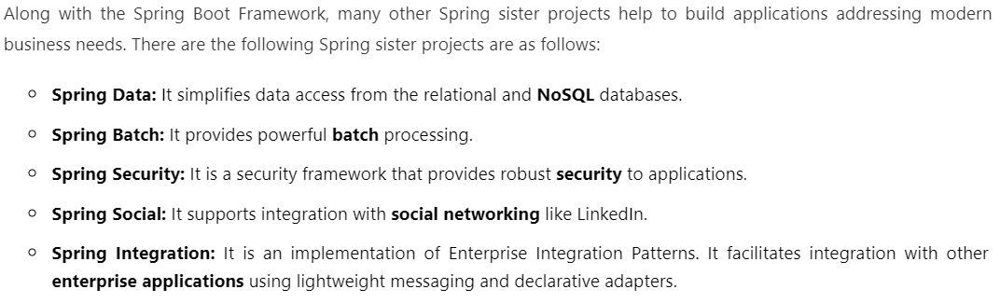 Along with the Spring Boot Framework, many other Spring sister projects help to build applications addressing modern
business needs. There are the following Spring sister projects are as follows:
Spring Data: It simplifies data access from the relational and NoSQL databases.
Spring Batch: It provides powerful batch processing.
Spring Security: It is a security framework that provides robust security to applications.
Spring Social: It supports integration with social networking like LinkedIn.
Spring Integration: It is an implementation of Enterprise Integration Patterns. It facilitates integration with other
enterprise applications using lightweight messaging and declarative adapters.